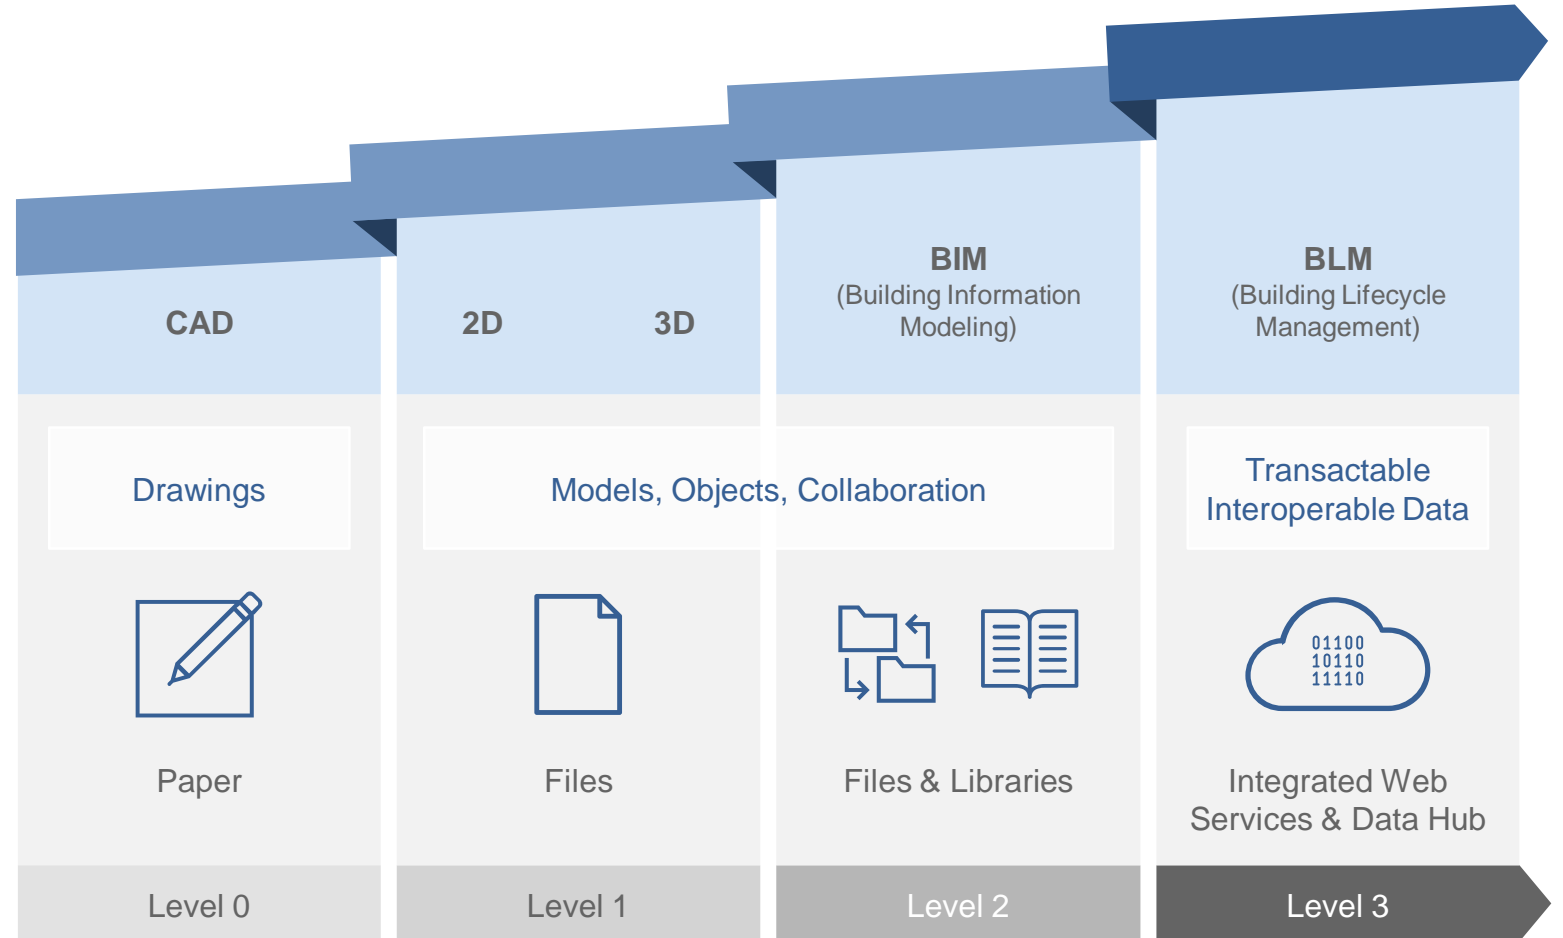 CAD
2D
3D
BIM
(Building Information
Modeling)
BLM
(Building Lifecycle
Management)
Drawings
Models, Objects, Collaboration
Transactable
Interoperable Data
01100
10110
11110
Paper
Files
Files & Libraries
Integrated Web
Services & Data Hub
Level 0
Level 1
Level 2
Level 3